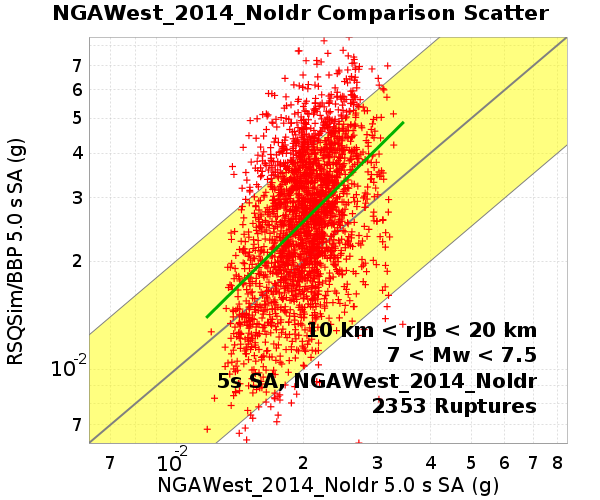 NGAWest_2014_NoIdr Comparison Scatter
RSQSim/BBP 5.0 s SA (g)
7
6
5
4
3
2
10-2
7
10 km < rJB < 20 km
7 < Mw < 7.5
5s SA, NGAWest_2014_NoIdr
2353 Ruptures
7 10-2 2 3 4 5 6 7 8
NGAWest_2014_NoIdr 5.0 s SA (g)